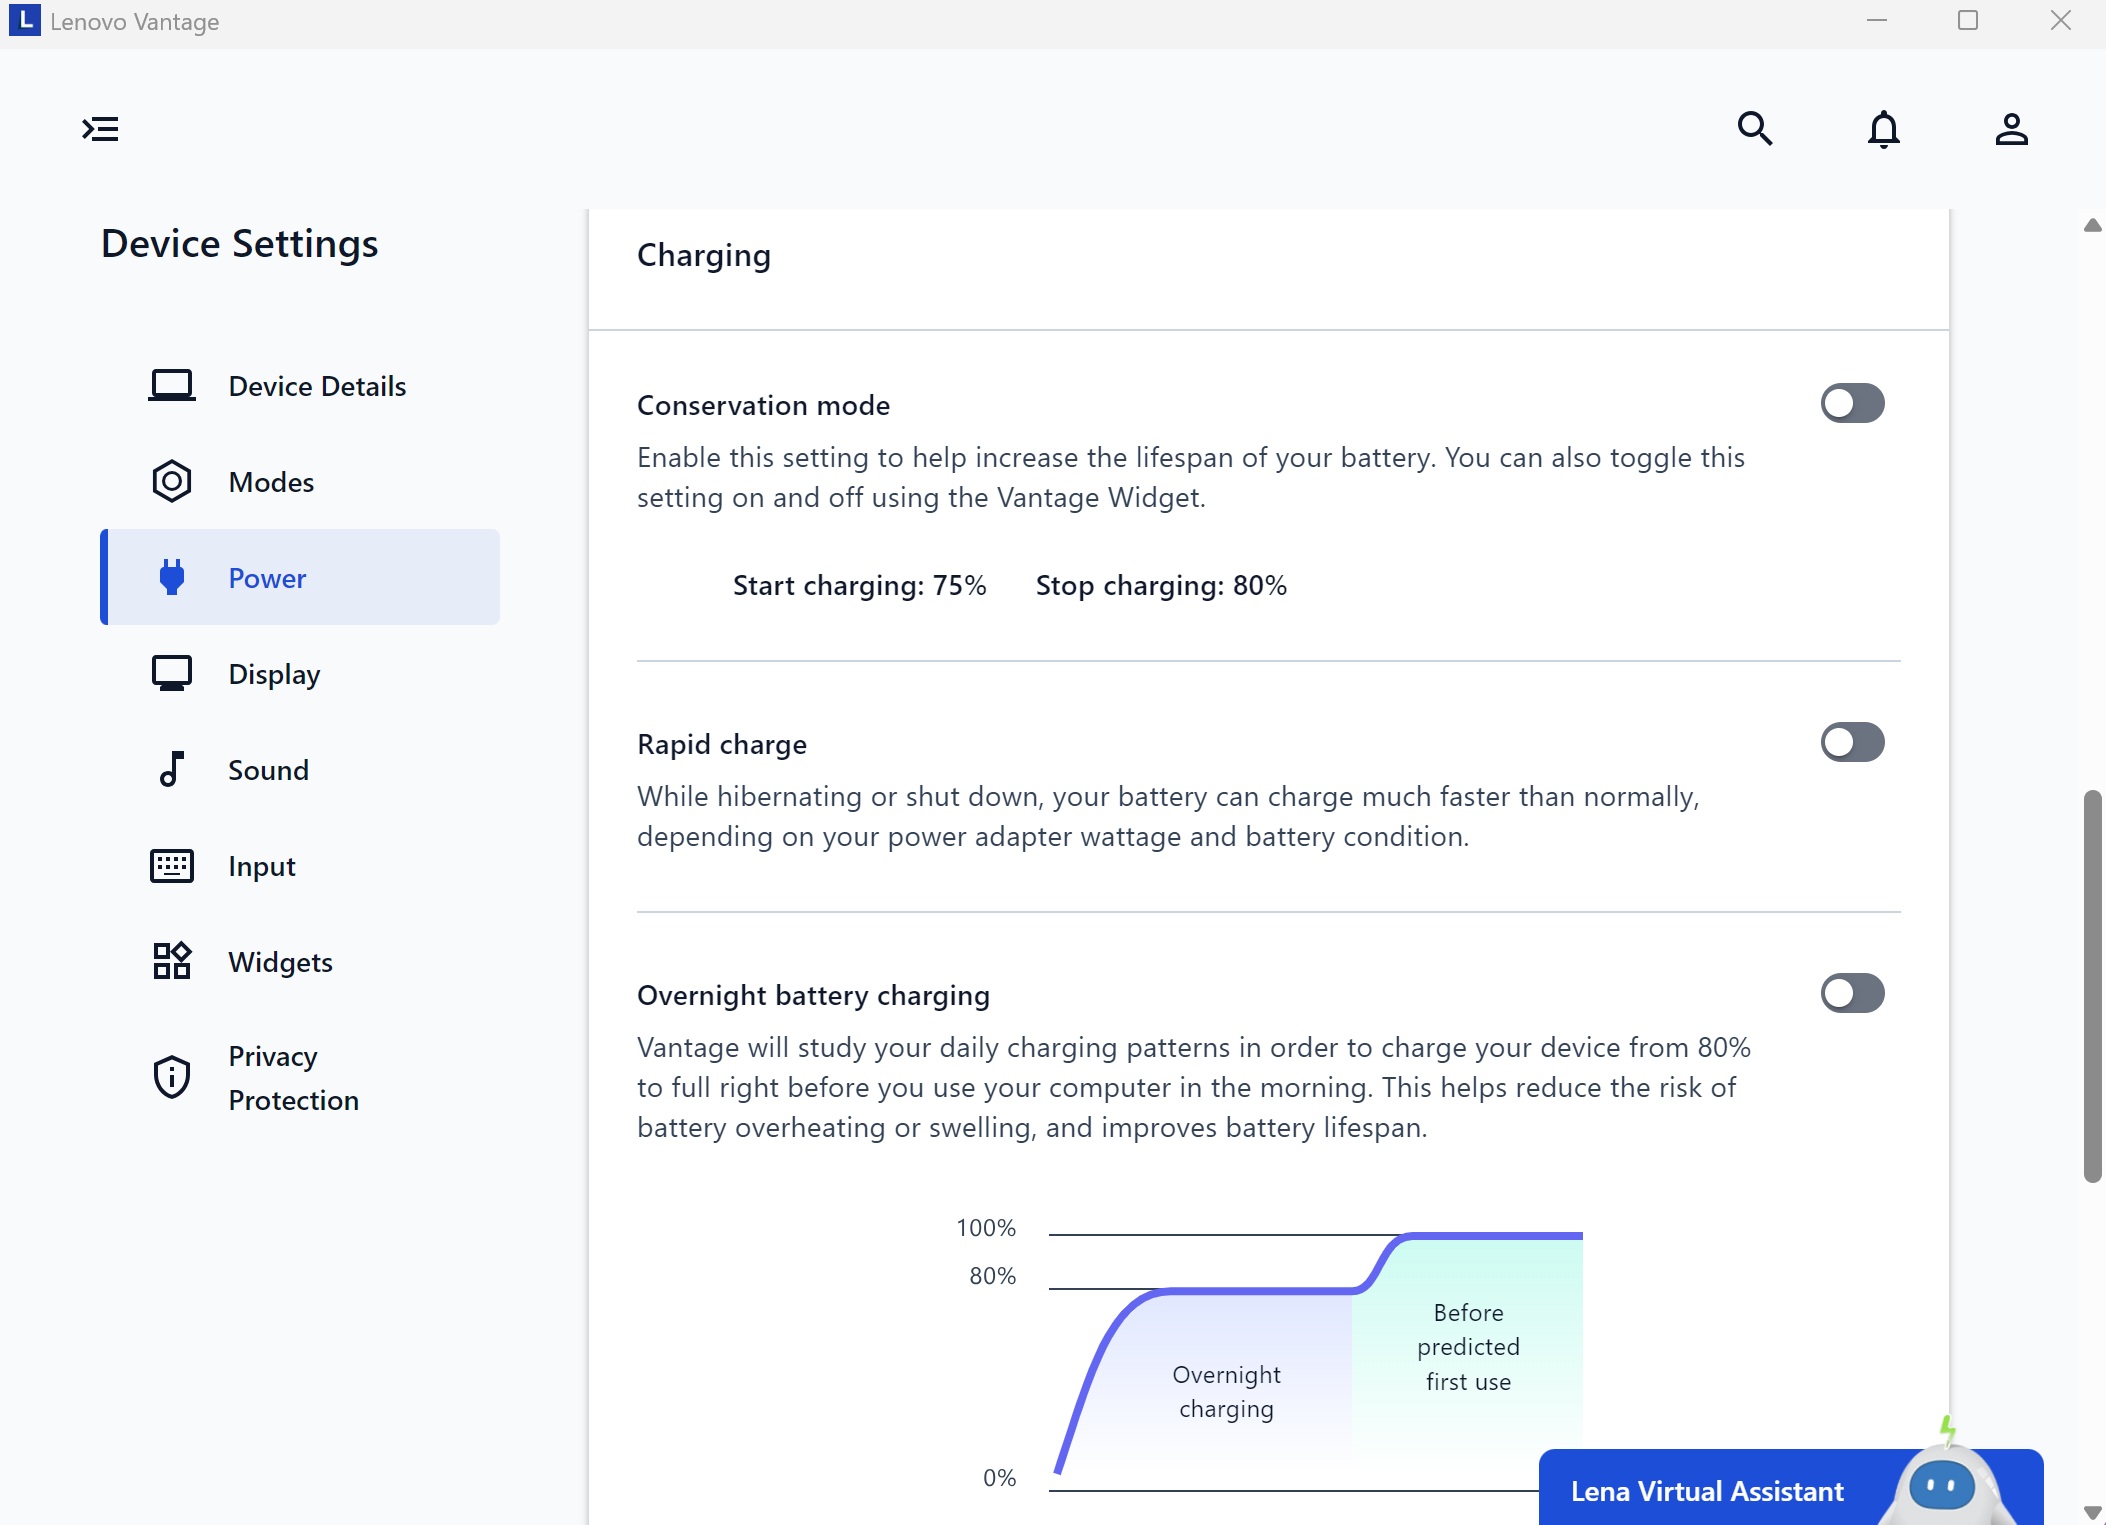 L Lenovo Vantage
Device Settings
Device Details
Modes
Power
Display
Sound
Input
Widgets
Privacy
Protection
Charging
Conservation mode
Enable this setting to help increase the lifespan of your battery. You can also toggle this
setting on and off using the Vantage Widget.
Start charging: 75% Stop charging: 80%
Rapid charge
While hibernating or shut down, your battery can charge much faster than normally,
depending on your power adapter wattage and battery condition.
Overnight battery charging
Vantage will study your daily charging patterns in order to charge your device from 80%
to full right before you use your computer in the morning. This helps reduce the risk of
battery overheating or swelling, and improves battery lifespan.
100%
80%
0%
Overnight
charging
Before
predicted
first use
Lena Virtual Assistant